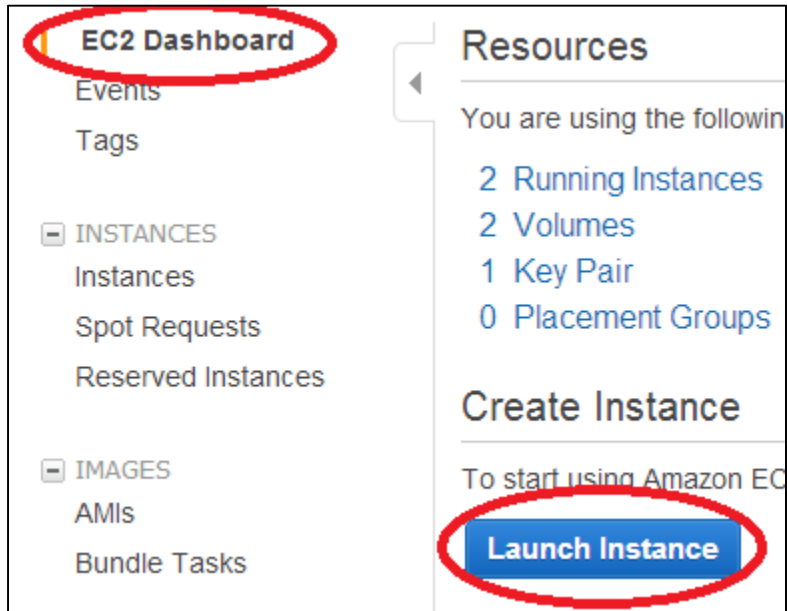 EC2 Dashboard
Events
Tags
INSTANCES
Instances
Spot Requests
Reserved Instances
IMAGES
AMIs
Bundle Tasks
Resources
You are using the followin
2 Running Instances
2 Volumes
1 Key Pair
0 Placement Groups
Create Instance
To start using Amazon EC
Launch Instance